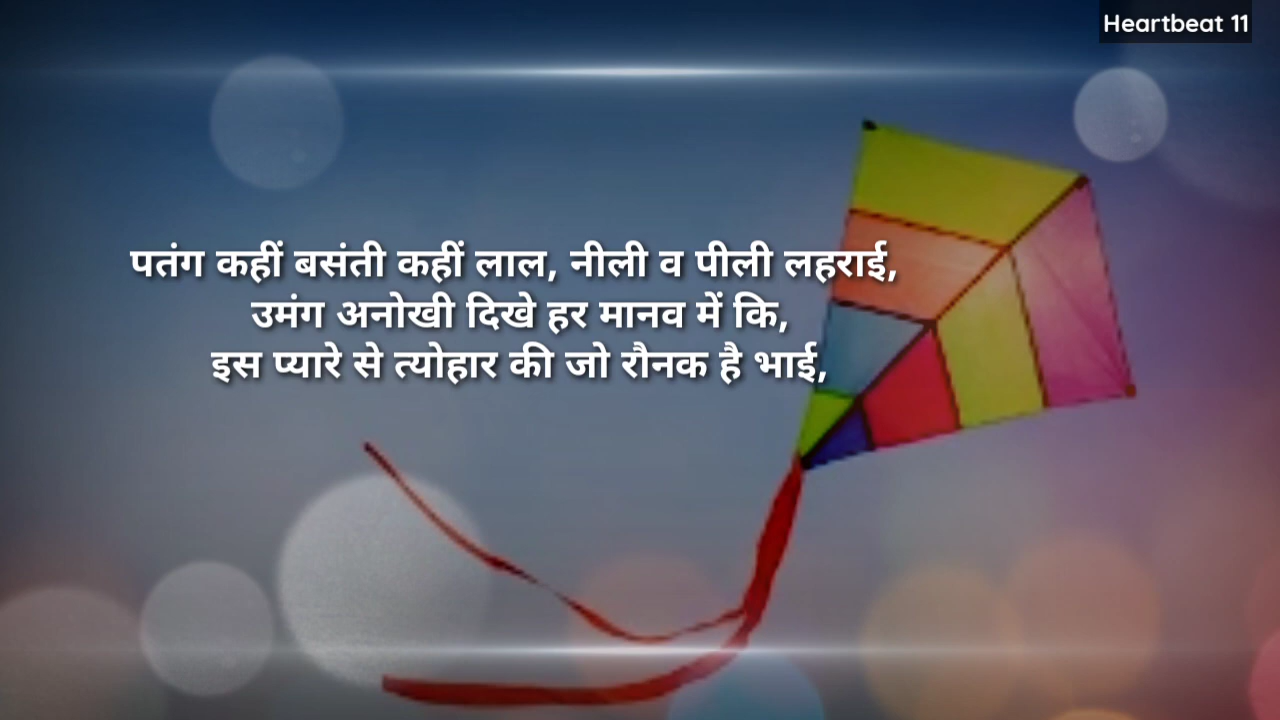 Heartbeat 11
पतंग कहीं बसंती कहीं लाल, नीली व पीली लहराई,
उमंग अनोखी दिखे हर मानव में कि,
इस प्यारे से त्योहार की जो रौनक है भाई,